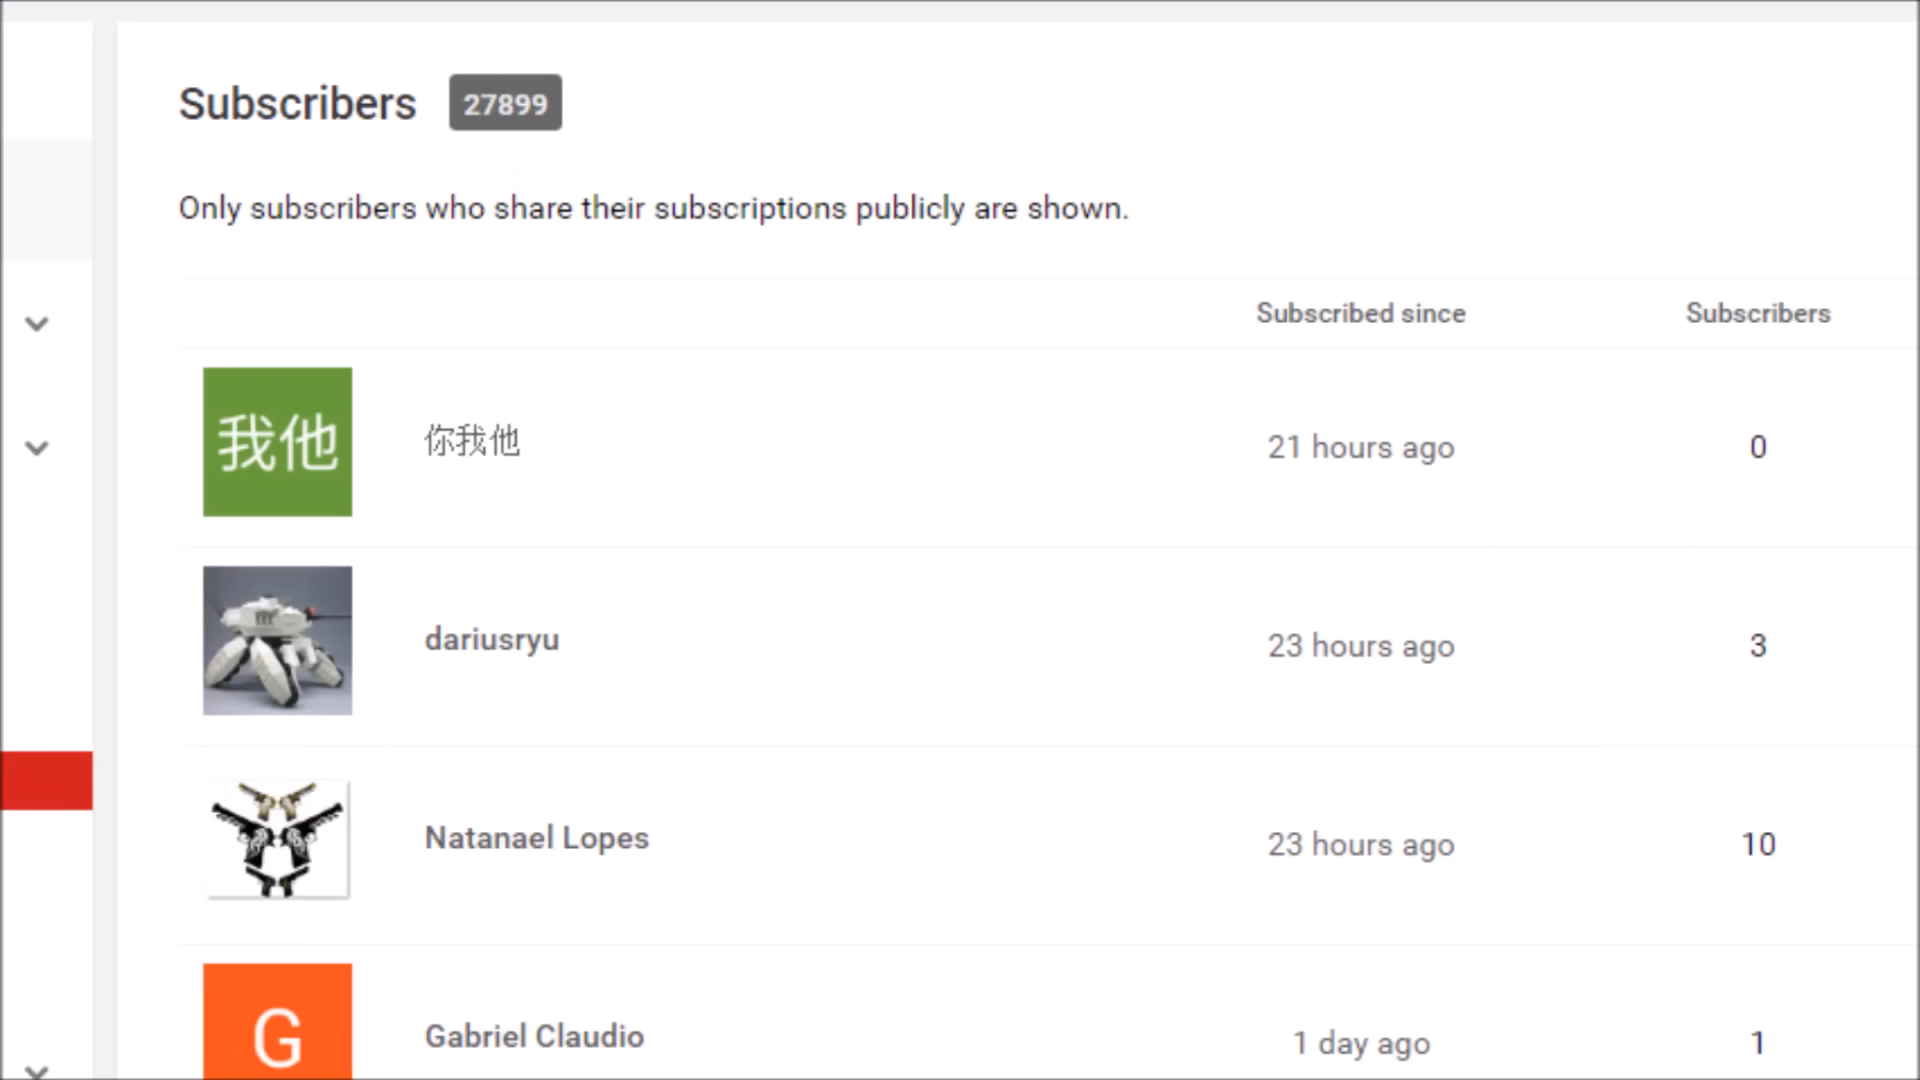 Subscribers 27899
Only subscribers who share their subscriptions publicly are shown.
Subscribed since Subscribers
我他 你我他 21 hours ago 0
dariusryu 23 hours ago 3
Natanael Lopes 23 hours ago 10
G Gabriel Claudio 1 day ago 1